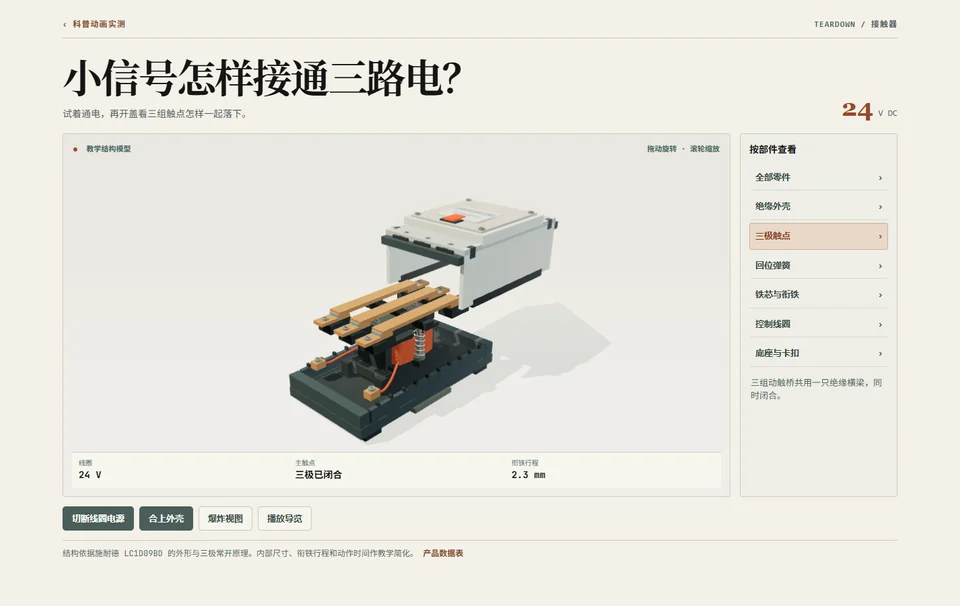 ‹ 科普动画实测
TEARDOWN / 接触器
小信号怎样接通三路电?
试着通电，再开盖看三组触点怎样一起落下。
24 V DC
教学结构模型
拖动旋转 · 滚轮缩放
按部件查看
全部零件 ›
绝缘外壳 ›
三极触点 ›
回位弹簧 ›
铁芯与衔铁 ›
控制线圈 ›
底座与卡扣 ›
三组动触桥共用一只绝缘横梁，同
时闭合。
线圈
24 V
主触点
三极已闭合
衔铁行程
2.3 mm
切断线圈电源
合上外壳
爆炸视图
播放导览
结构依据施耐德 LC1D09BD 的外形与三极常开原理。内部尺寸、衔铁行程和动作时间作教学简化。 产品数据表